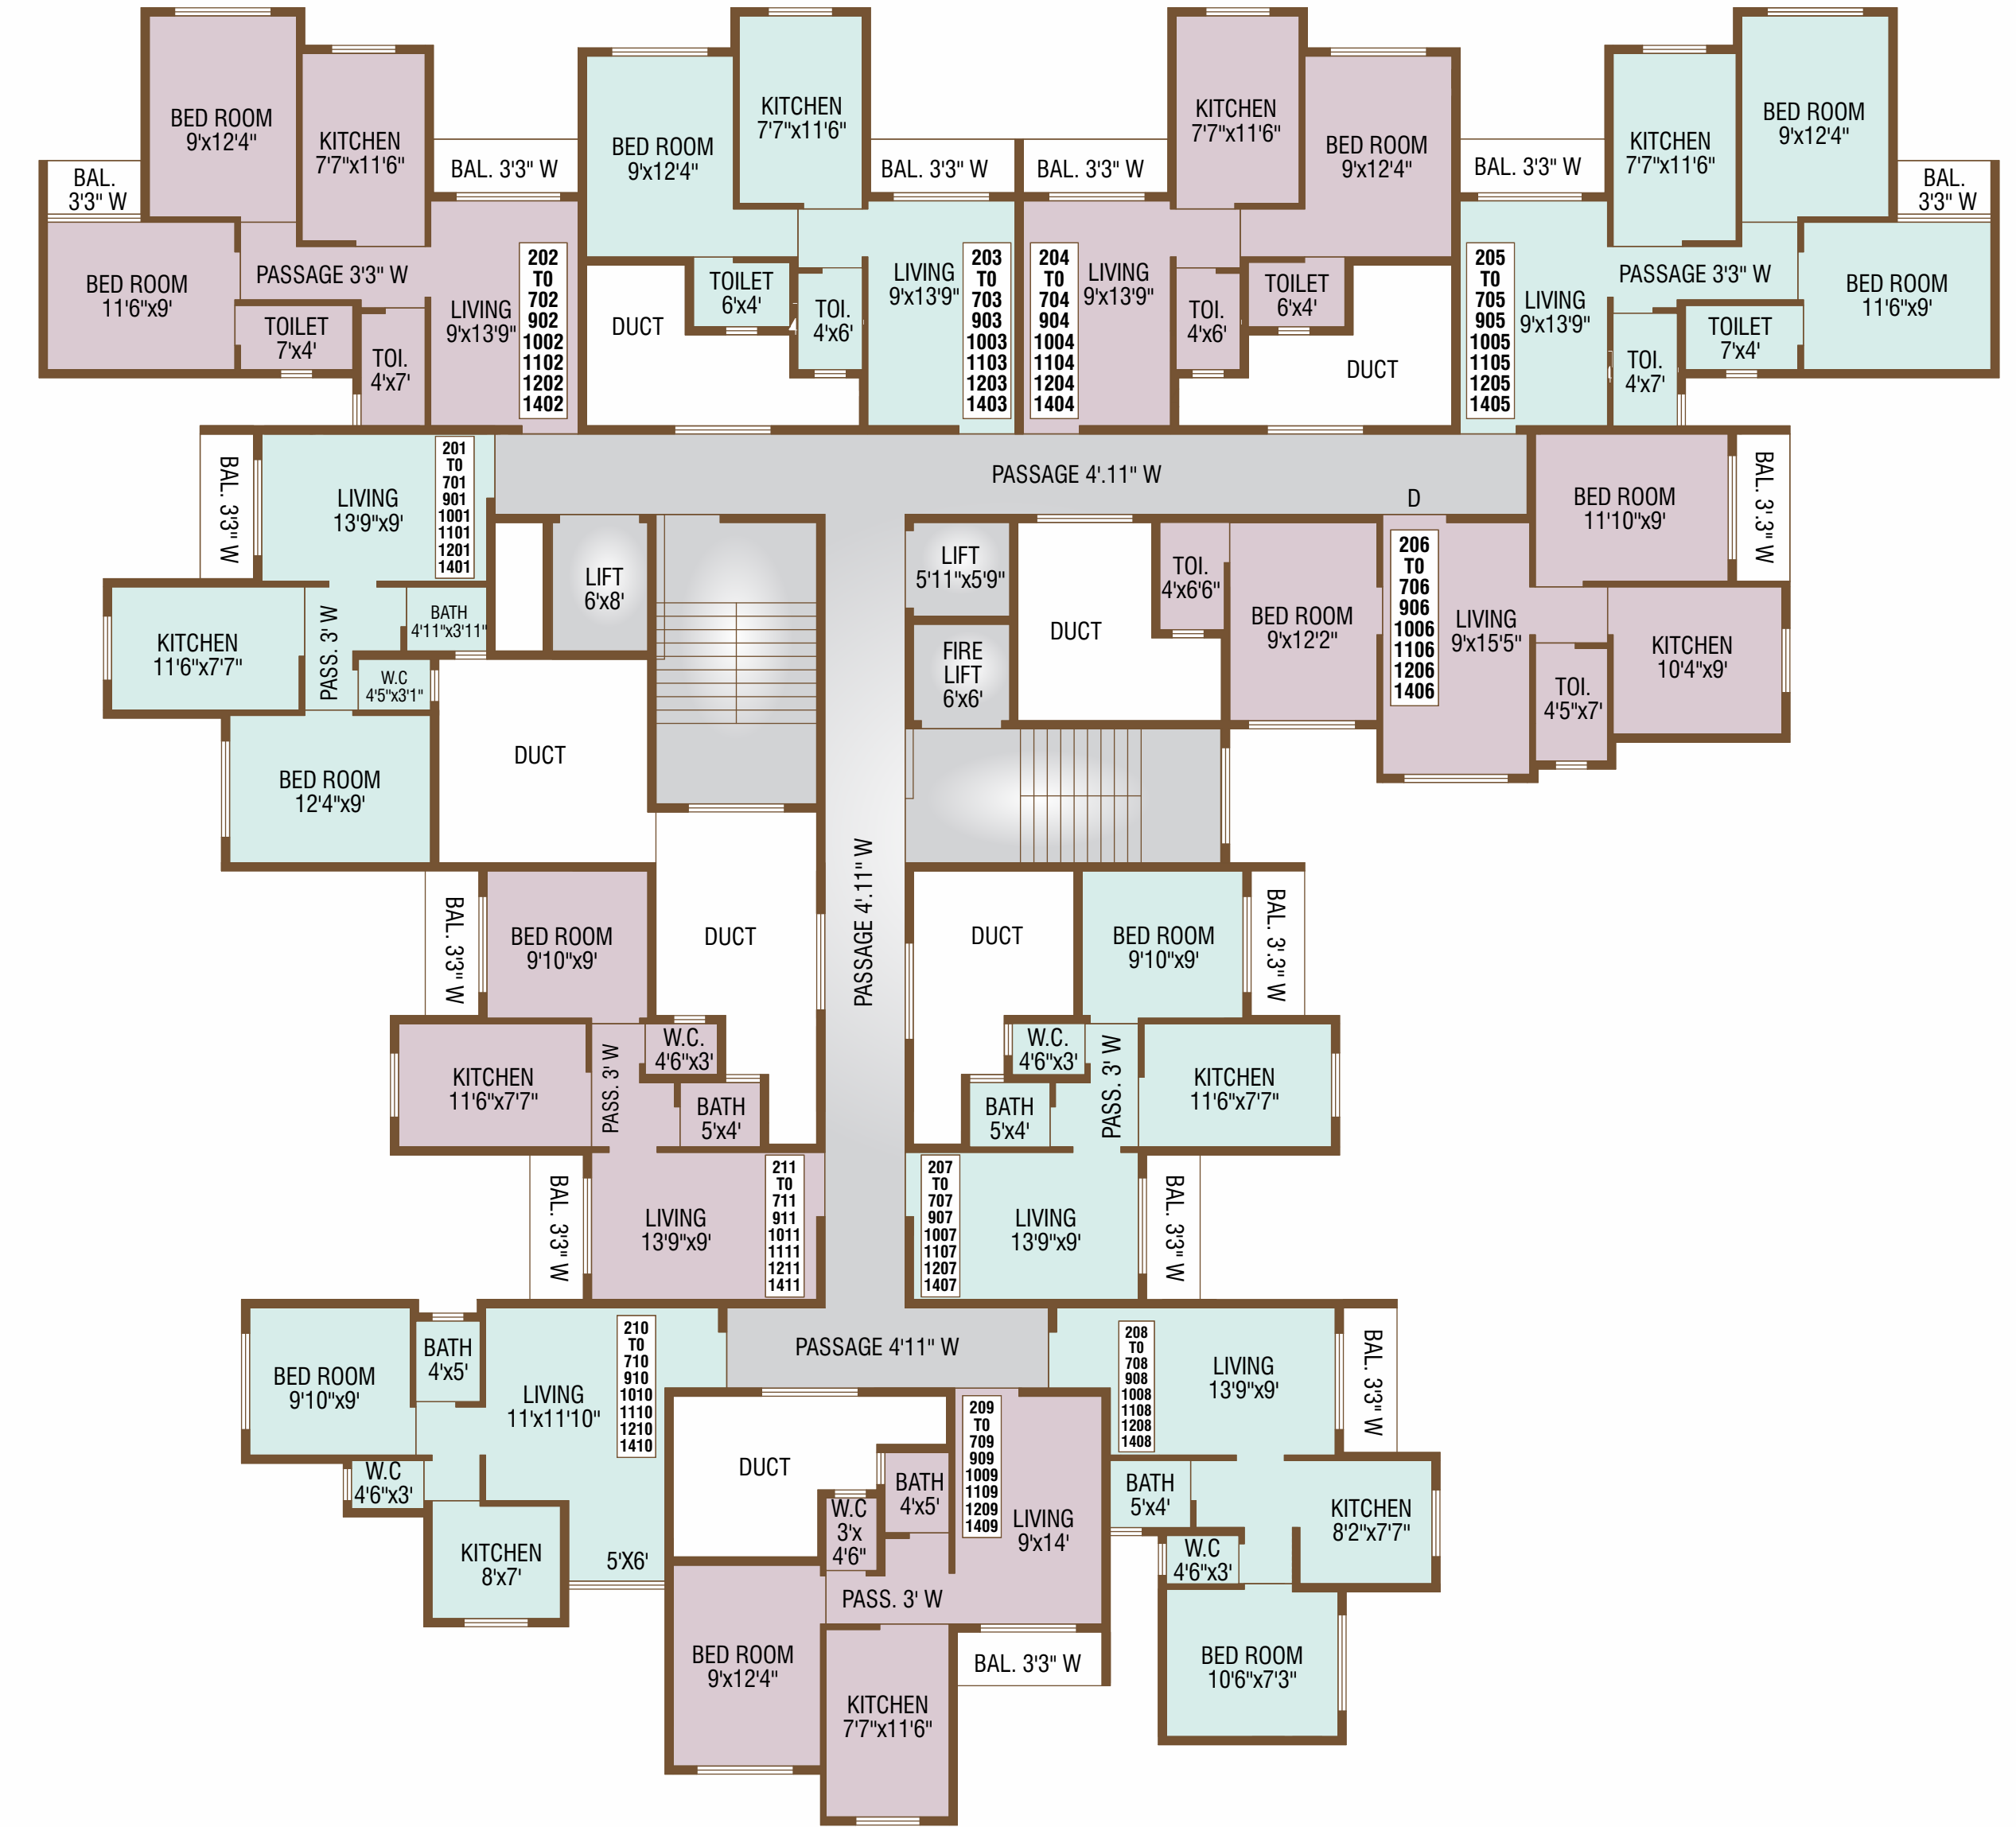 BED ROOM
9'x12'4"
KITCHEN
7'7"x11'6"
BAL.
3'3" W
BED ROOM
11'6"x9'
PASSAGE 3'3" W
TOILET
7'x4'
TOI.
4'x7'
BAL. 3'3" W
LIVING
9'x13'9"
202
TO
702
902
1002
1102
1202
1402
BED ROOM
9'x12'4"
KITCHEN
7'7"x11'6"
BAL. 3'3" W
DUCT
TOILET
6'x4'
TOI.
4'x6'
LIVING
9'x13'9"
203
TO
703
903
1003
1103
1203
1403
BAL. 3'3" W
KITCHEN
7'7"x11'6"
BED ROOM
9'x12'4"
204
TO
704
904
1004
1104
1204
1404
LIVING
9'x13'9"
TOI.
4'x6'
TOILET
6'x4'
DUCT
BAL. 3'3" W
KITCHEN
7'7"x11'6"
BED ROOM
9'x12'4"
BAL.
3'3" W
205
TO
705
905
1005
1105
1205
1405
LIVING
9'x13'9"
PASSAGE 3'3" W
BED ROOM
11'6"x9'
TOILET
7'x4'
TOI.
4'x7'
BAL. 3'3" W
LIVING
13'9"x9'
201
TO
701
901
1001
1101
1201
1401
PASSAGE 4'.11" W
D
KITCHEN
11'6"x7'7"
PASS. 3' W
BATH
4'11"x3'11"
W.C
4'5"x3'1"
BED ROOM
12'4"x9'
DUCT
LIFT
6'x8'
LIFT
5'11"x5'9"
FIRE
LIFT
6'x6'
DUCT
TOI.
4'x6'6"
BED ROOM
9'x12'2"
206
TO
706
906
1006
1106
1206
1406
LIVING
9'x15'5"
BED ROOM
11'10"x9'
BAL. 3'.3" W
KITCHEN
10'4"x9'
TOI.
4'5"x7'
BAL. 3'3" W
BED ROOM
9'10"x9'
DUCT
PASSAGE 4'.11" W
KITCHEN
11'6"x7'7"
PASS. 3' W
W.C.
4'6"x3'
BATH
5'x4'
BAL. 3'3" W
LIVING
13'9"x9'
211
TO
711
911
1011
1111
1211
1411
DUCT
BED ROOM
9'10"x9'
BAL. 3'.3" W
W.C.
4'6"x3'
PASS. 3' W
KITCHEN
11'6"x7'7"
BATH
5'x4'
207
TO
707
907
1007
1107
1207
1407
LIVING
13'9"x9'
BAL. 3'3" W
BED ROOM
9'10"x9'
BATH
4'x5'
LIVING
11'x11'10"
210
TO
710
910
1010
1110
1210
1410
W.C
4'6"x3'
KITCHEN
8'x7'
5'X6'
PASSAGE 4'11" W
DUCT
BATH
4'x5'
W.C
3'x
4'6"
209
TO
709
909
1009
1109
1209
1409
LIVING
9'x14'
PASS. 3' W
BED ROOM
9'x12'4"
KITCHEN
7'7"x11'6"
BAL. 3'3" W
208
TO
708
908
1008
1108
1208
1408
LIVING
13'9"x9'
BAL. 3'3" W
BATH
5'x4'
KITCHEN
8'2"x7'7"
W.C
4'6"x3'
BED ROOM
10'6"x7'3"